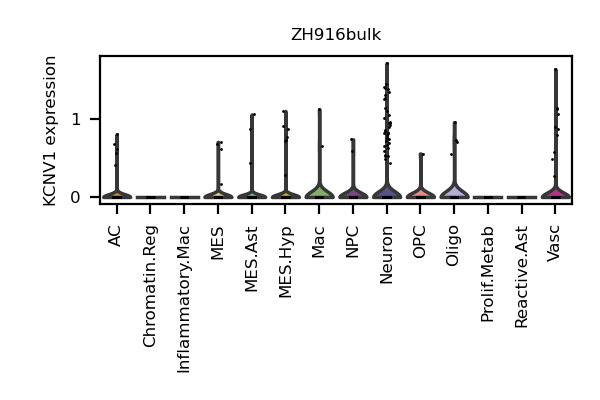 ZH916bulk
KCNV1 expression
1
0
AC
Chromatin.Reg
Inflammatory.Mac
MES
MES.Ast
MES.Hyp
Mac
NPC
Neuron
OPC
Oligo
Prolif.Metab
Reactive.Ast
Vasc